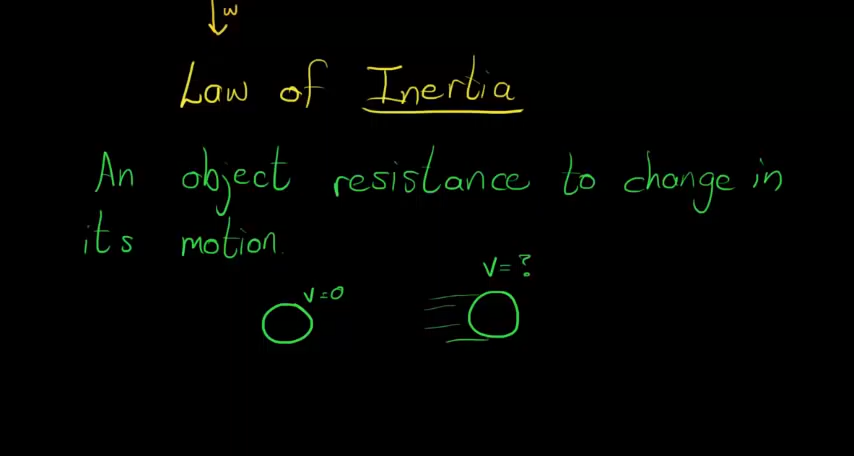 w
Law of Inertia
An object resistance to change in
its motion.
V = ?
V = 0